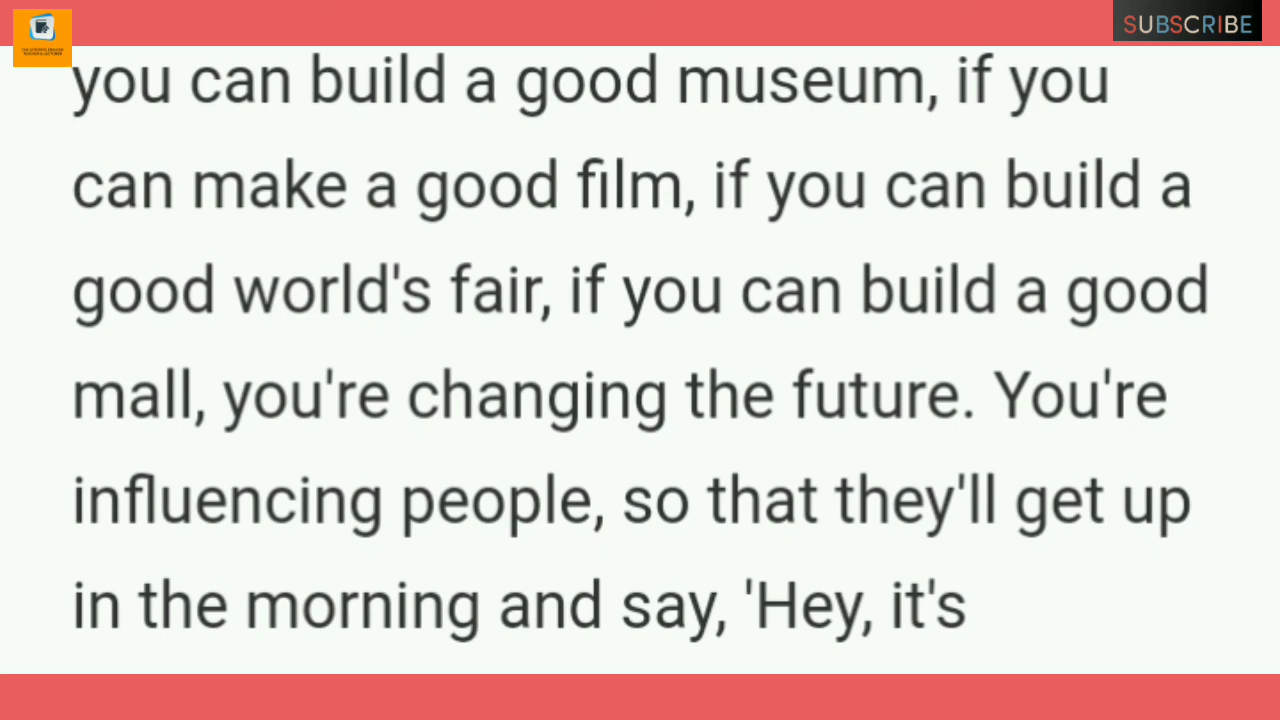 SUBSCRIBE
you can build a good museum, if you
can make a good film, if you can build a
good world's fair, if you can build a good
mall, you're changing the future. You're
influencing people, so that they'll get up
in the morning and say, 'Hey, it's